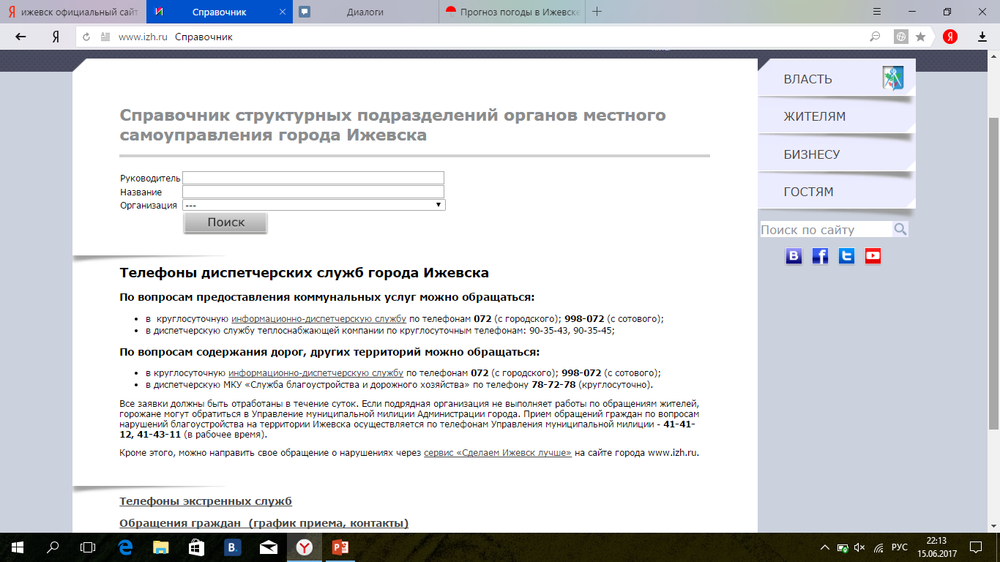 ижевск официальный сайт
Справочник
Диалоги
Прогноз погоды в Ижевске
www.izh.ru Справочник
ВЛАСТЬ
ЖИТЕЛЯМ
БИЗНЕСУ
ГОСТЯМ
Поиск по сайту
Справочник структурных подразделений органов местного
самоуправления города Ижевска
Руководитель
Название
Организация ---
Поиск
Телефоны диспетчерских служб города Ижевска
По вопросам предоставления коммунальных услуг можно обращаться:
• в круглосуточную информационно-диспетчерскую службу по телефонам 072 (с городского); 998-072 (с сотового);
• в диспетчерскую службу теплоснабжающей компании по круглосуточным телефонам: 90-35-43, 90-35-45;
По вопросам содержания дорог, других территорий можно обращаться:
• в круглосуточную информационно-диспетчерскую службу по телефонам 072 (с городского); 998-072 (с сотового);
• в диспетчерскую МКУ «Служба благоустройства и дорожного хозяйства» по телефону 78-72-78 (круглосуточно).
Все заявки должны быть отработаны в течение суток. Если подрядная организация не выполняет работы по обращениям жителей,
горожане могут обратиться в Управление муниципальной милиции Администрации города. Прием обращений граждан по вопросам
нарушений благоустройства на территории Ижевска осуществляется по телефонам Управления муниципальной милиции - 41-41-
12, 41-43-11 (в рабочее время).
Кроме этого, можно направить свое обращение о нарушениях через сервис «Сделаем Ижевск лучше» на сайте города www.izh.ru.
Телефоны экстренных служб
Обращения граждан (график приема, контакты)
РУС
22:13
15.06.2017